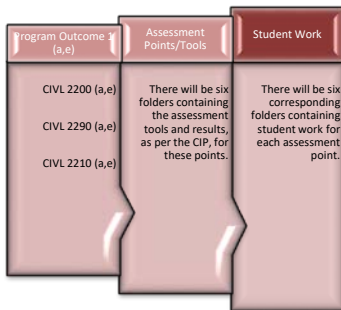 Program Outcome 1
(a,e)
CIVL 2200 (a,e)
CIVL 2290 (a,e)
CIVL 2210 (a,e)
Assessment
Points/Tools
There will be six
folders containing
the assessment
tools and results,
as per the CIP, for
these points.
Student Work
There will be six
corresponding
folders containing
student work for
each assessment
point.